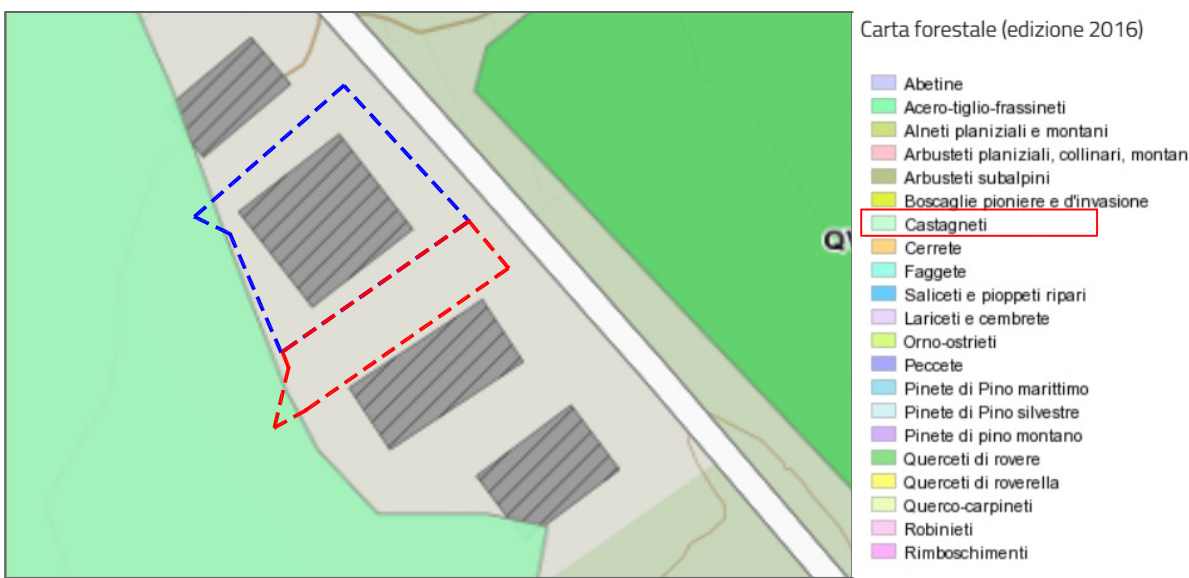 Carta forestale (edizione 2016)
Abetine
Acero-tiglio-frassineti
Alneti planiziali e montani
Arbusteti planiziali, collinari, montan
Arbusteti subalpini
Boscaglie pioniere e d'invasione
Castagneti
Cerrete
Faggete
Saliceti e pioppeti ripari
Lariceti e cembrete
Orno-ostrieti
Peccete
Pinete di Pino marittimo
Pinete di Pino silvestre
Pinete di pino montano
Querceti di rovere
Querceti di roverella
Querco-carpineti
Robinieti
Rimboschimenti